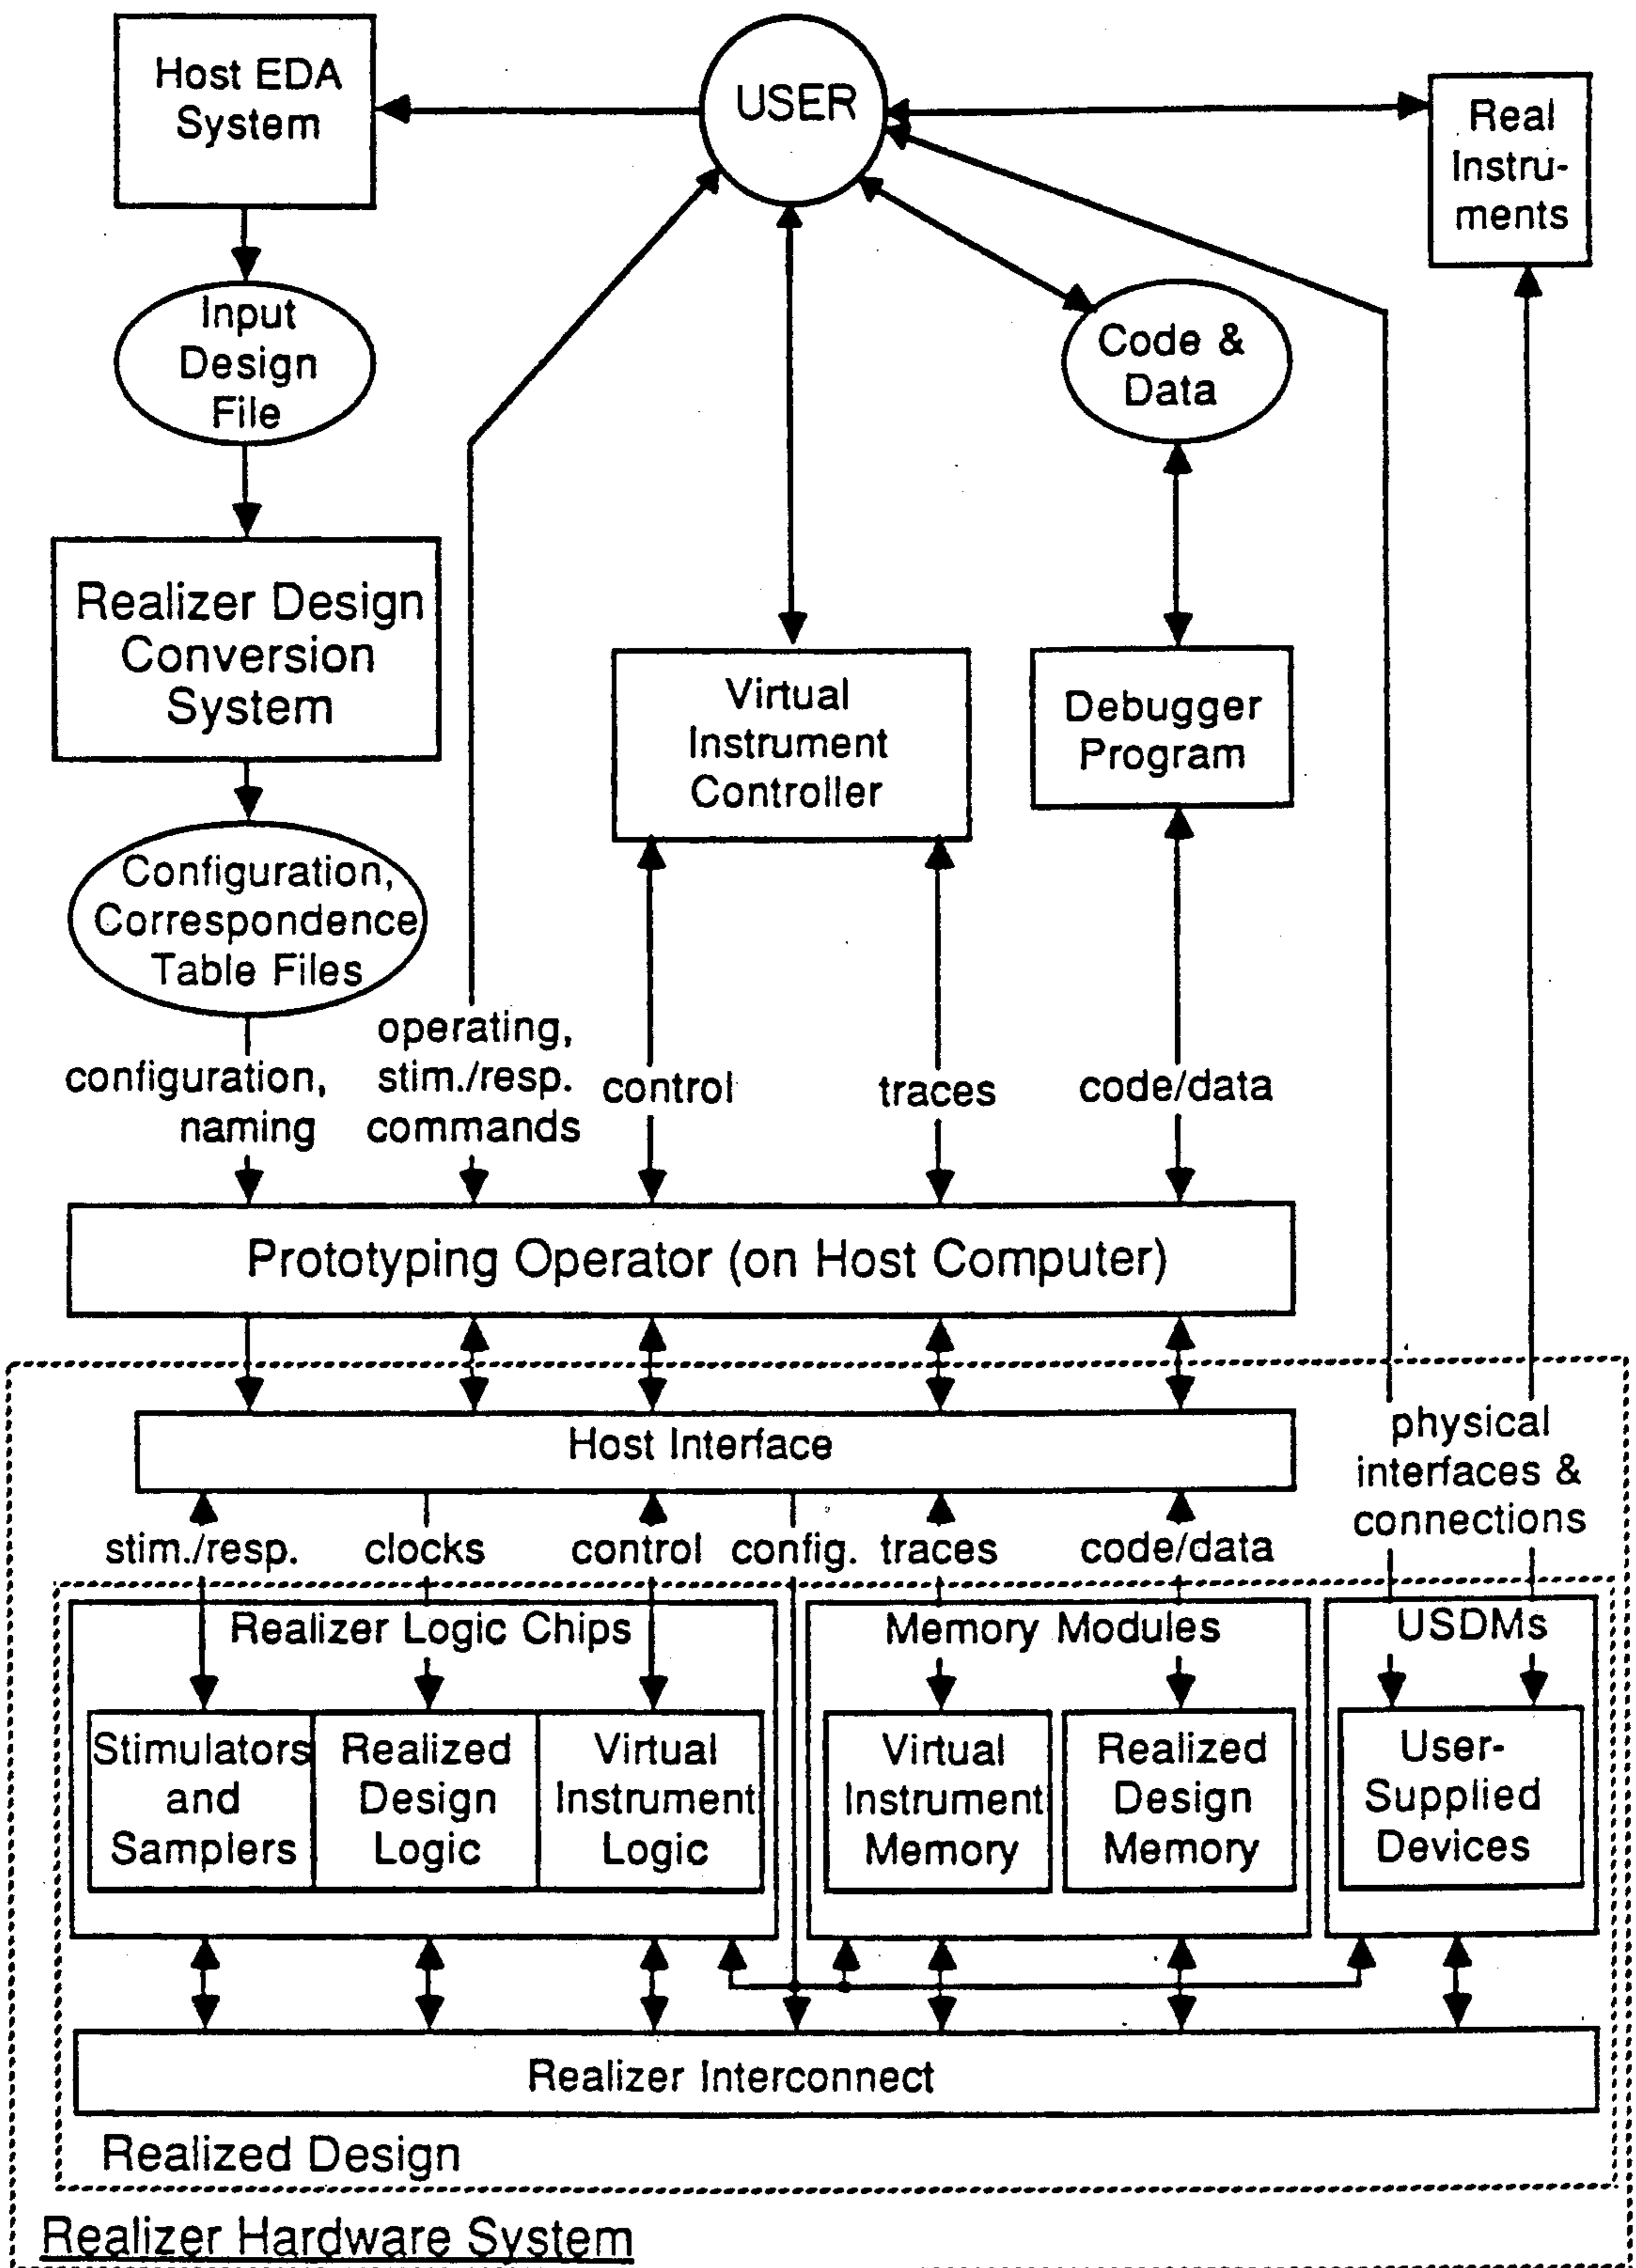 Host EDA
System
USER
Real
Instru-
ments
Input
Design
File
Code &
Data
Realizer Design
Conversion
System
Virtual
Instrument
Controller
Debugger
Program
Configuration,
Correspondence
Table Files
configuration,
naming
operating,
stim./resp.
commands
control
traces
code/data
Prototyping Operator (on Host Computer)
Host Interface
physical
interfaces &
connections
stim./resp.
clocks
control
config.
traces
code/data
Realizer Logic Chips
Memory Modules
USDMs
Stimulators
and
Samplers
Realized
Design
Logic
Virtual
Instrument
Logic
Virtual
Instrument
Memory
Realized
Design
Memory
User-
Supplied
Devices
Realizer Interconnect
Realized Design
Realizer Hardware System